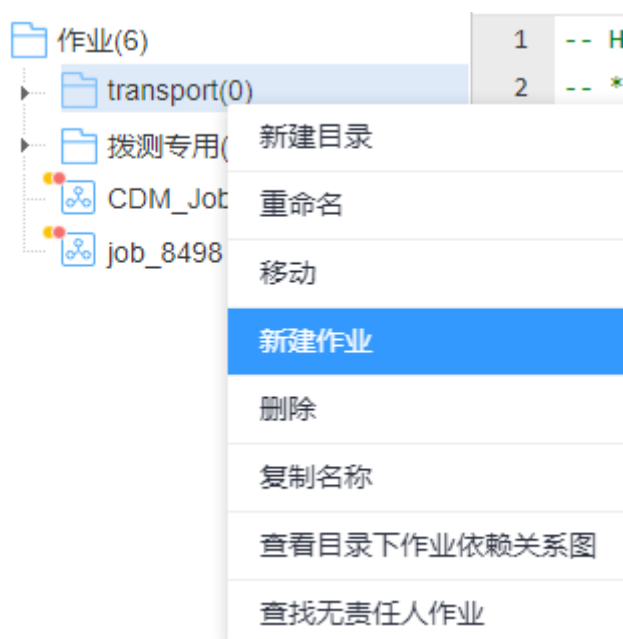 作业(6)
transport(0)
拨测专用(
CDM_Job
job_8498
1 -- H
2 -- *
新建目录
重命名
移动
新建作业
删除
复制名称
查看目录下作业依赖关系图
查找无责任人作业